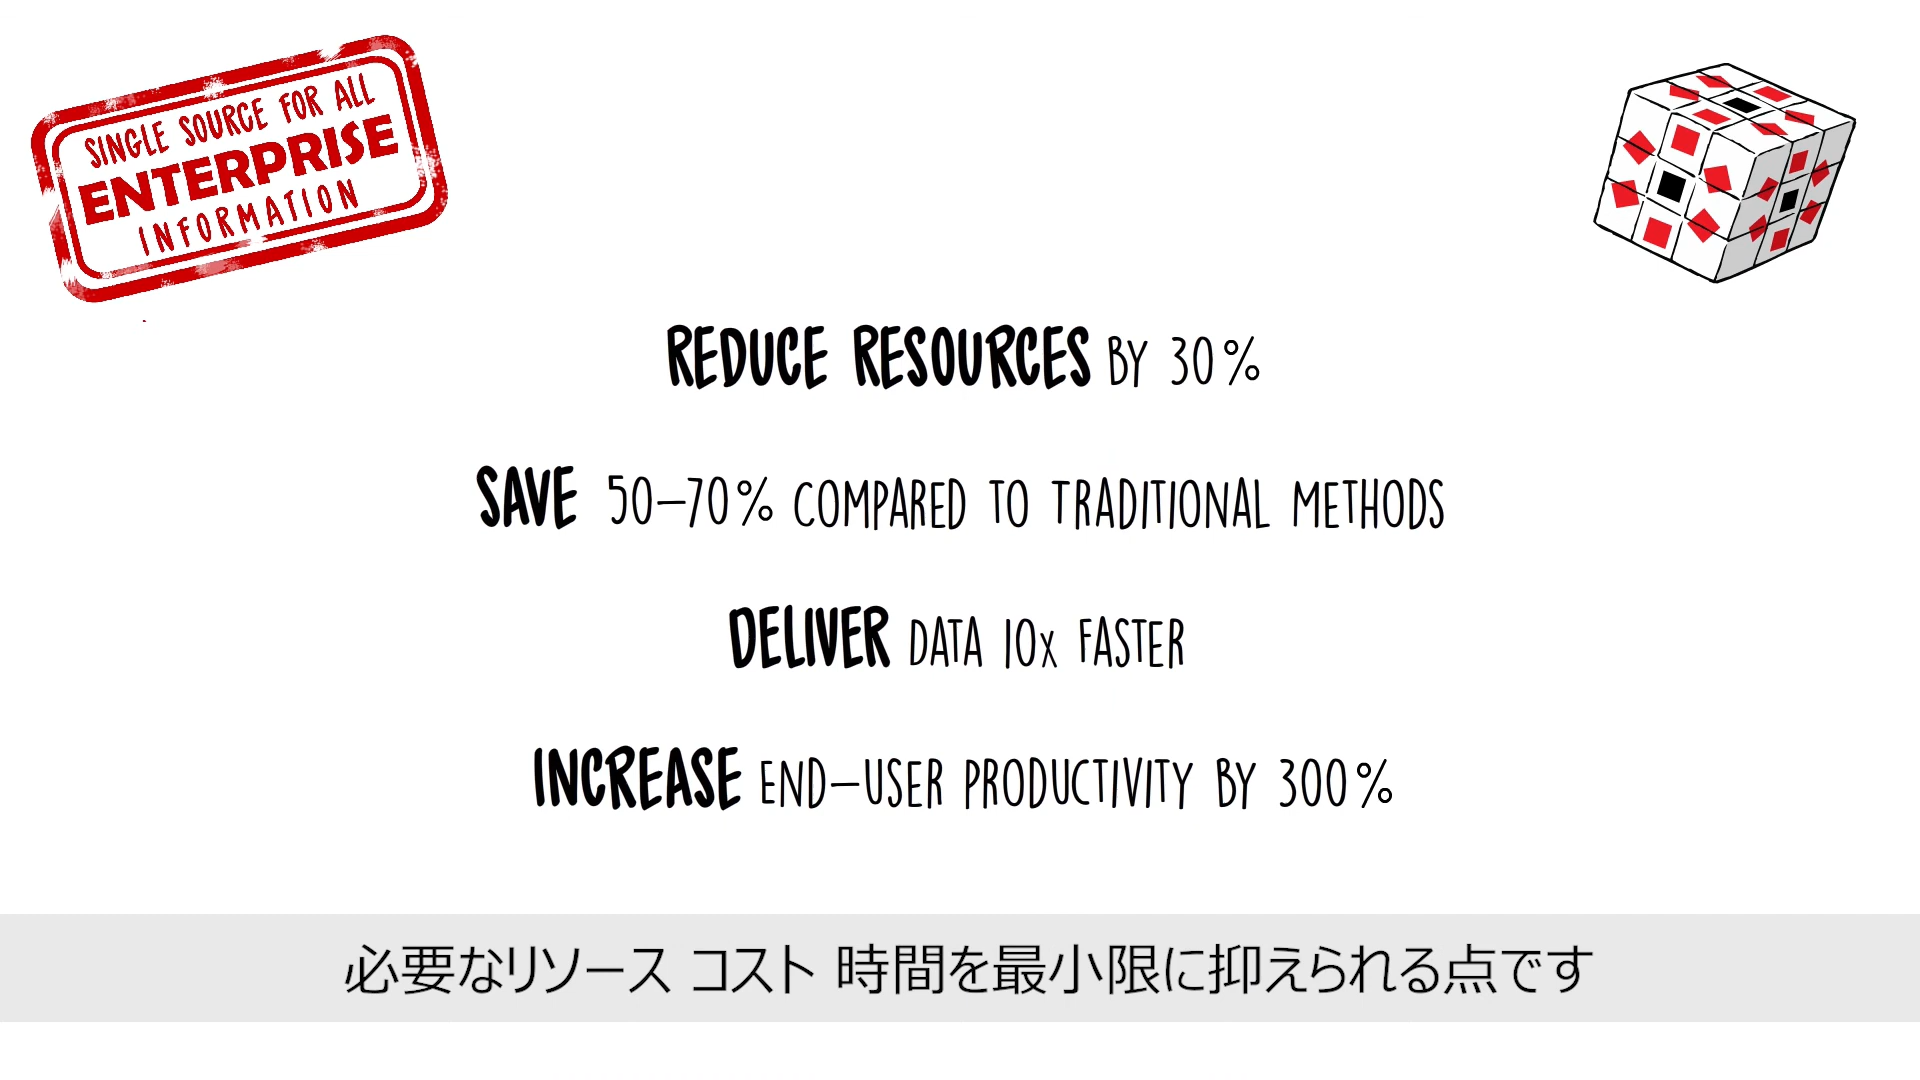 SINGLE SOURCE FOR ALL
ENTERPRISE
INFORMATION
REDUCE RESOURCES BY 30%
SAVE 50-70% COMPARED TO TRADITIONAL METHODS
DELIVER DATA 10x FASTER
INCREASE END-USER PRODUCTIVITY BY 300%
必要なリソース コスト 時間を最小限に抑えられる点です